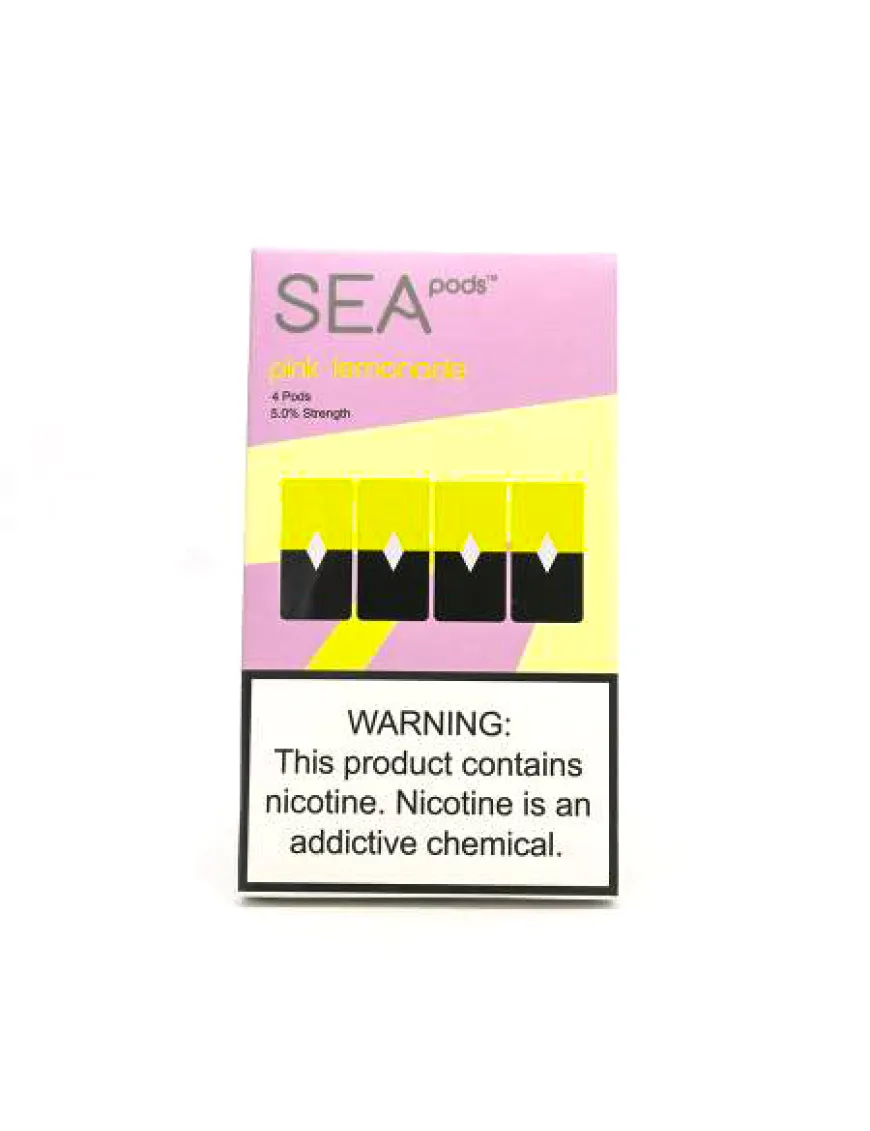 SEA pods™
pink lemonade
4 Pods
5.0% Strength
WARNING:
This product contains
nicotine. Nicotine is an
addictive chemical.